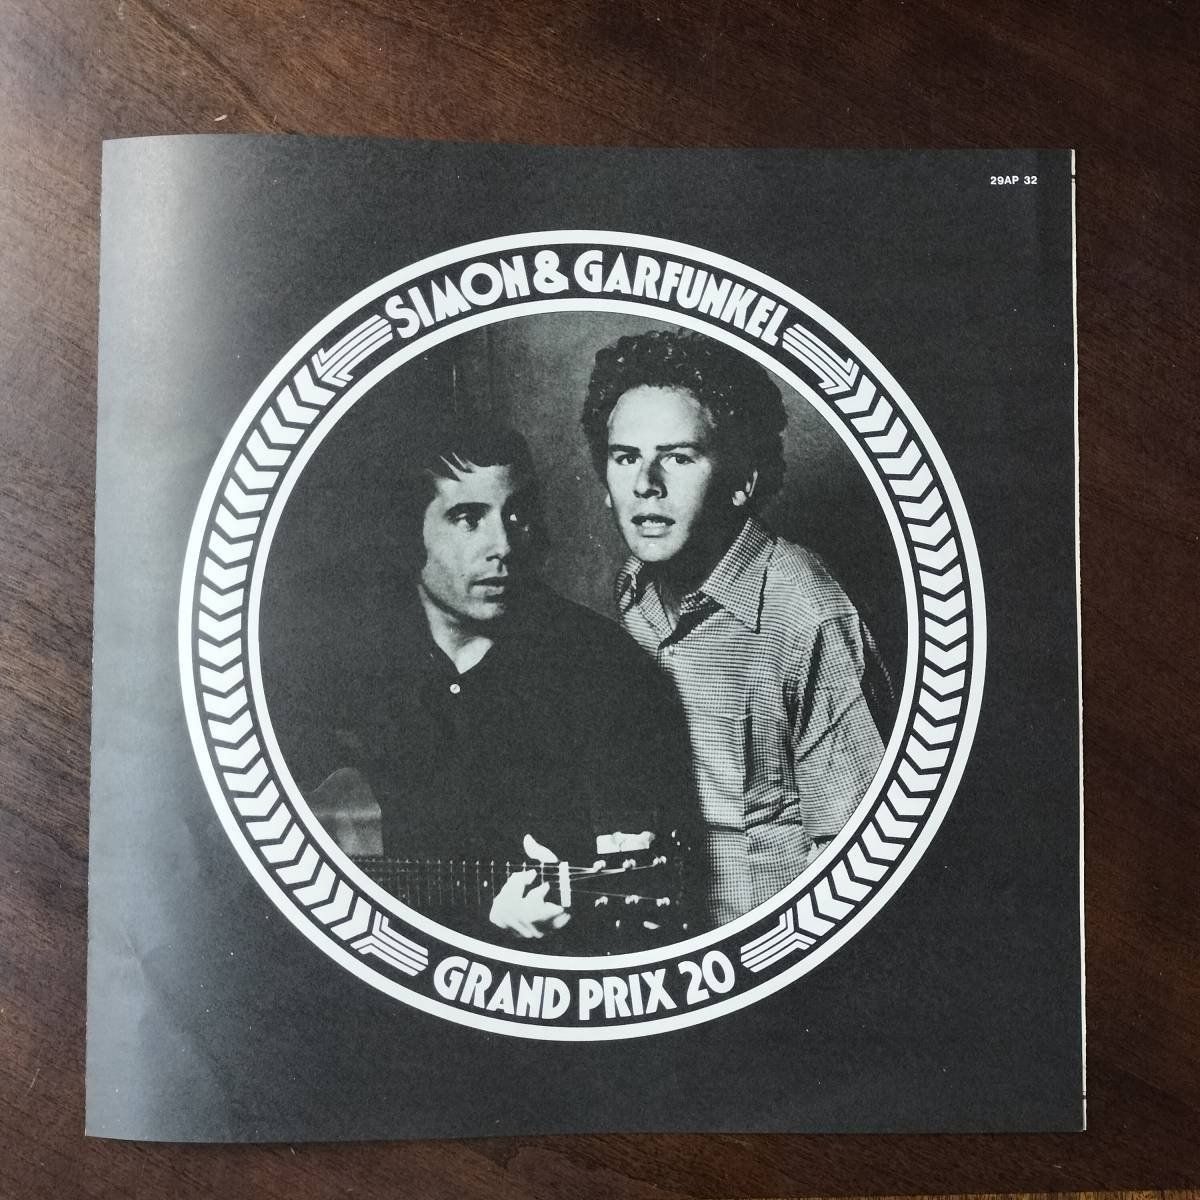 29AP 32
SIMON & GARFUNKEL
GRAND PRIX 20